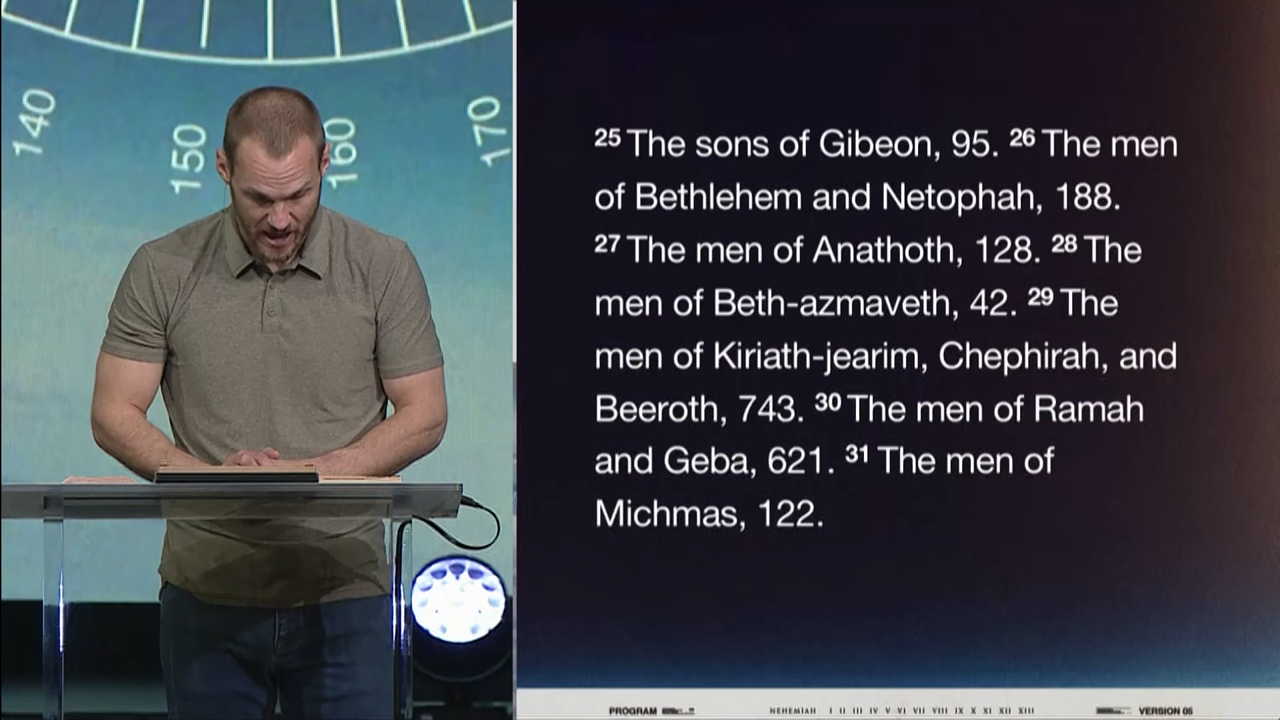 140
150
160
170
25 The sons of Gibeon, 95. 26 The men
of Bethlehem and Netophah, 188.
27 The men of Anathoth, 128. 28 The
men of Beth-azmaveth, 42. 29 The
men of Kiriath-jearim, Chephirah, and
Beeroth, 743. 30 The men of Ramah
and Geba, 621. 31 The men of
Michmas, 122.
PROGRAM
NEHEMIAH I II III IV V VI VII VIII IX X XI XII XIII
VERSION 05